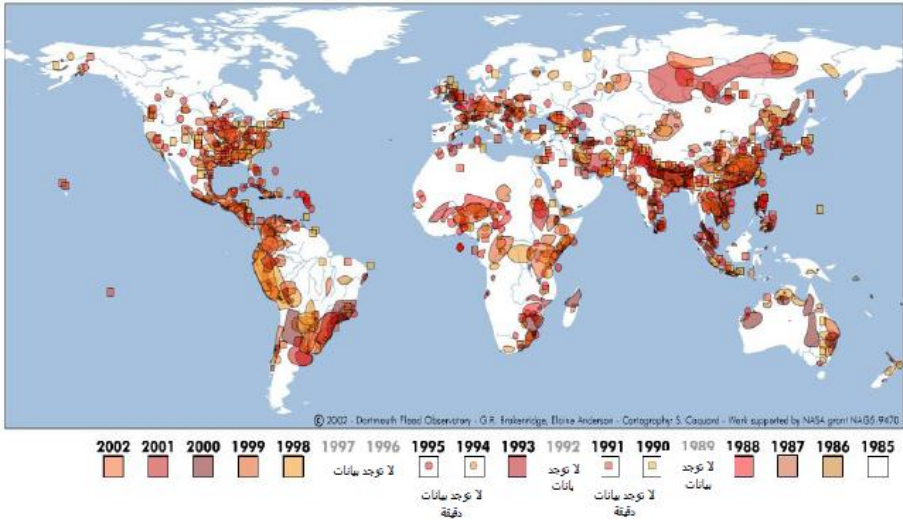 © 2002 - Dartmouth Flood Observatory - G.R. Brakenridge, Elaine Anderson - Cartography: S. Caquard - Work supported by NASA grant NAG5-9470
2002 2001 2000 1999 1998 1997 1996 1995 1994 1993 1992 1991 1990 1989 1988 1987 1986 1985
لا توجد بيانات
لا توجد بيانات دقيقة
لا توجد
يانات
لا توجد بيانات
دقيقة
لا توجد
بيانات